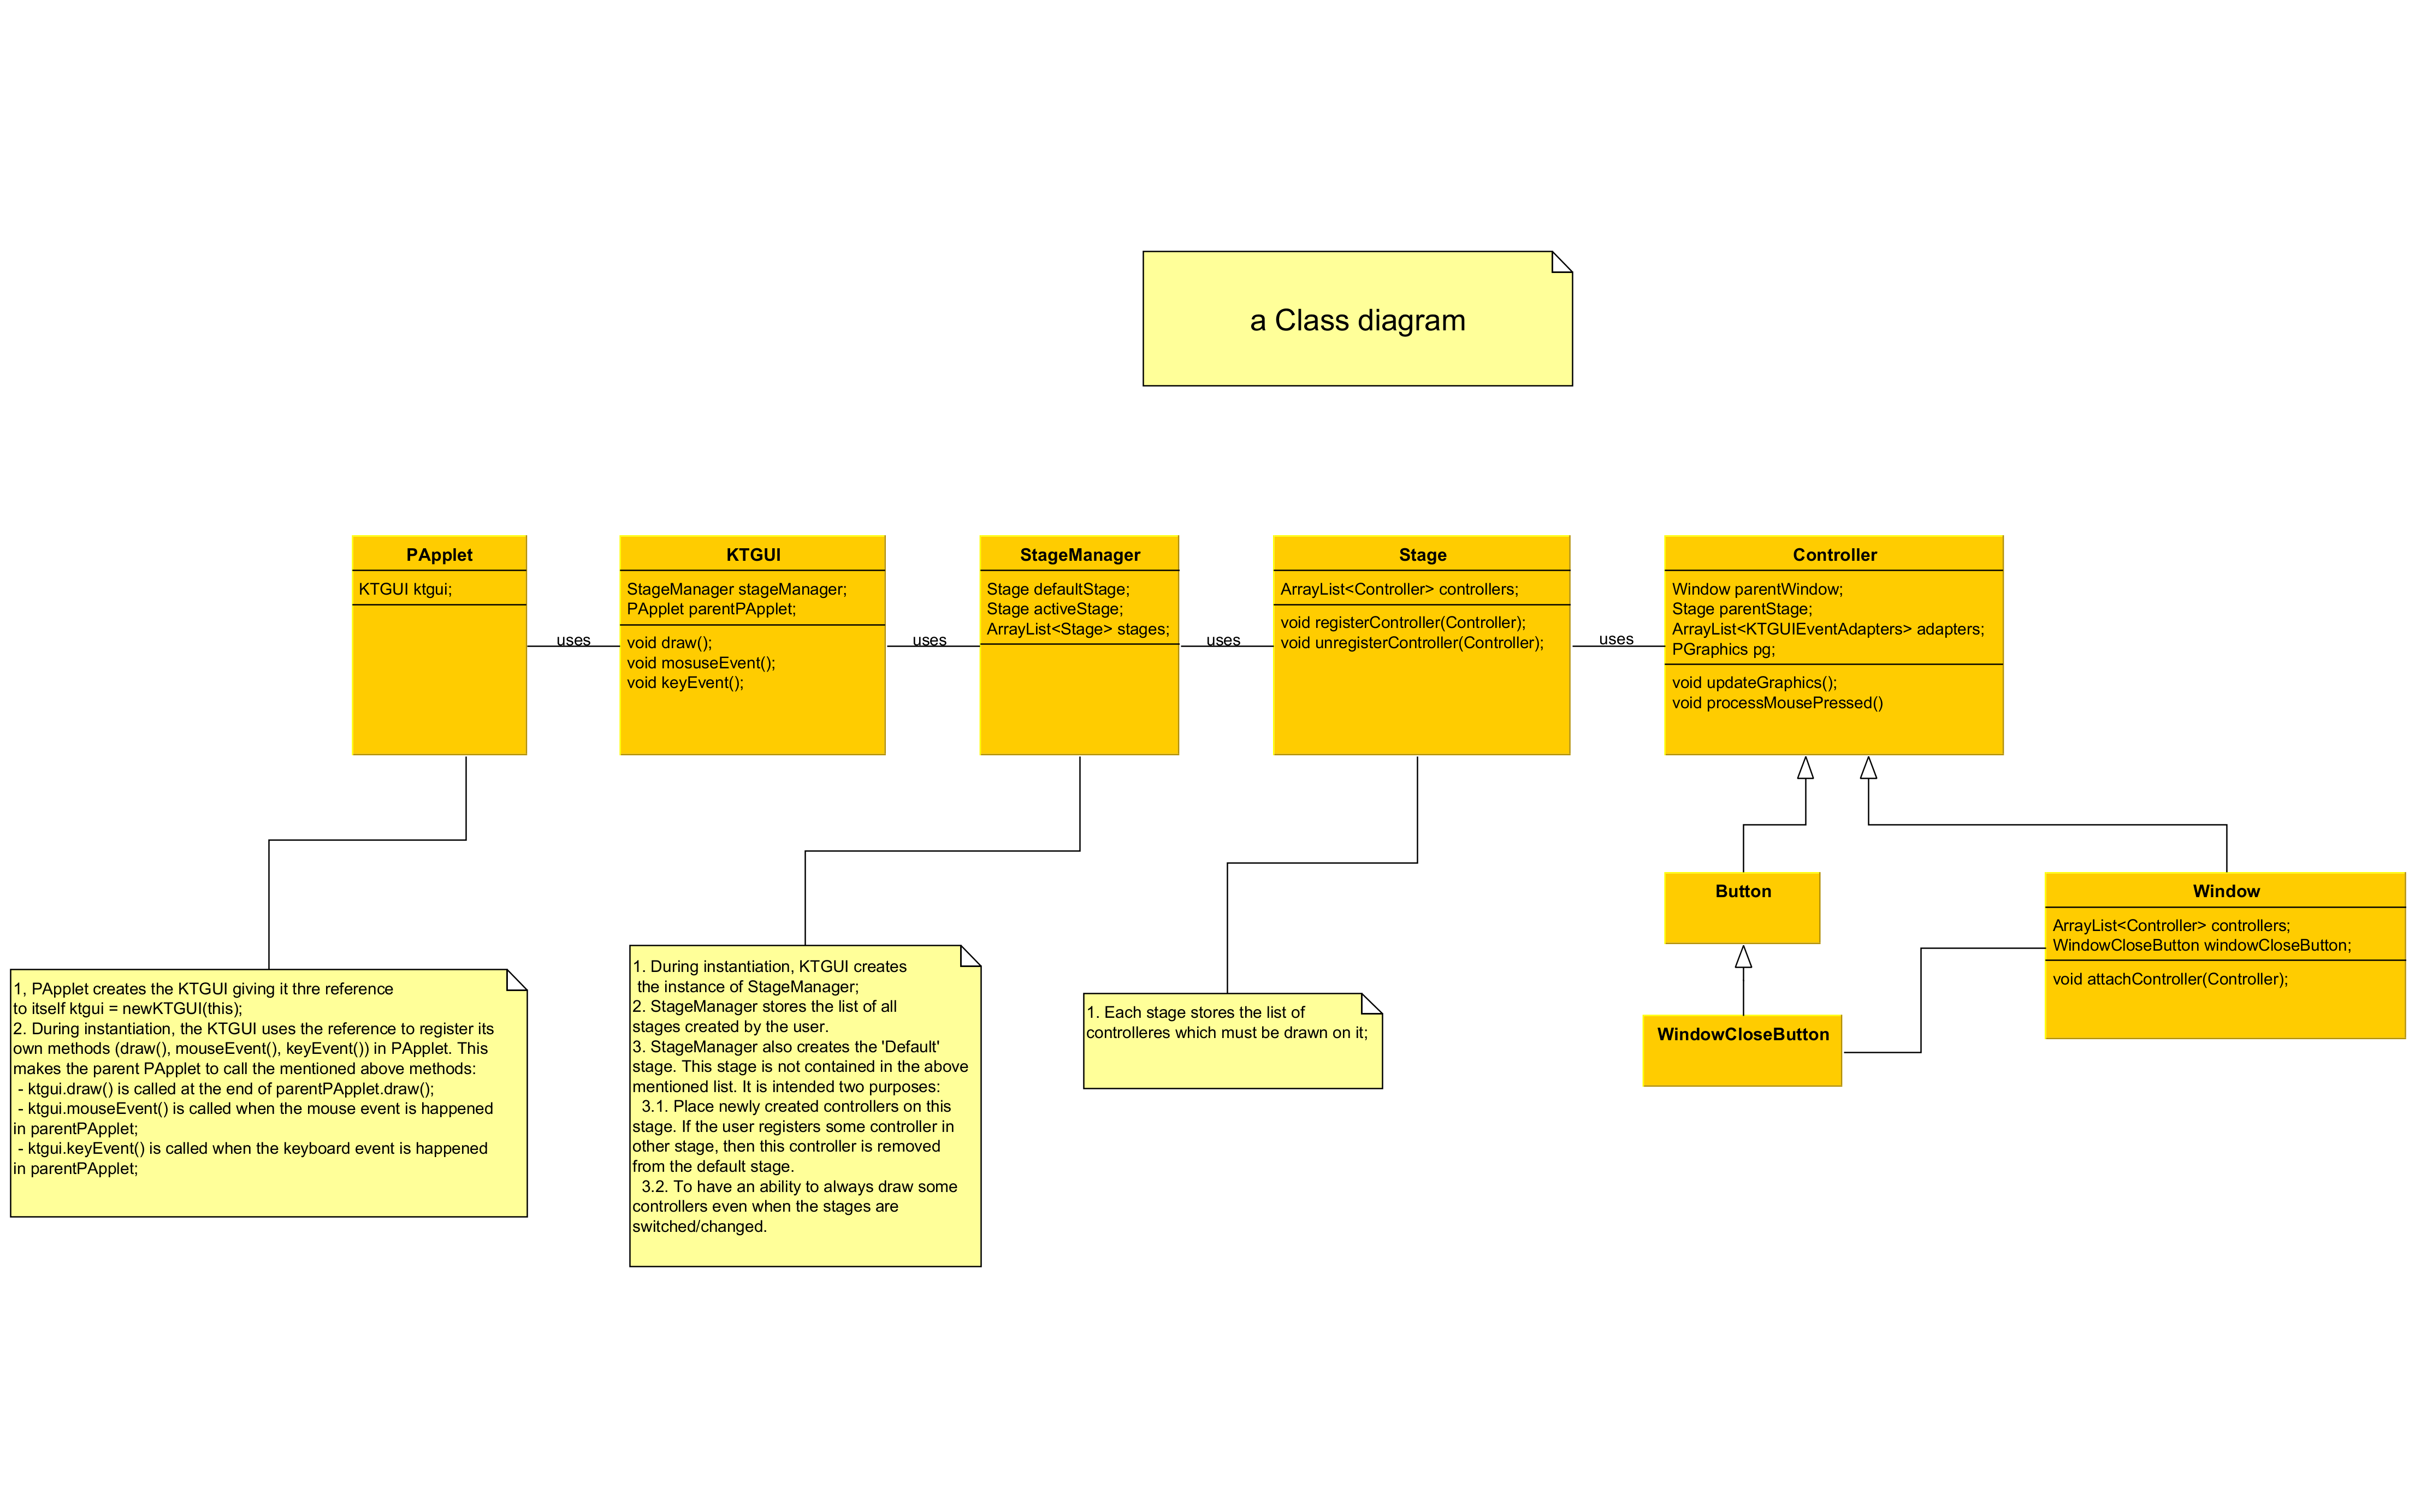 a Class diagram
PApplet
KTGUI ktgui;
uses
KTGUI
StageManager stageManager;
PApplet parentPApplet;
void draw();
void mosuseEvent();
void keyEvent();
uses
StageManager
Stage defaultStage;
Stage activeStage;
ArrayList<Stage> stages;
uses
Stage
ArrayList<Controller> controllers;
void registerController(Controller);
void unregisterController(Controller);
uses
Controller
Window parentWindow;
Stage parentStage;
ArrayList<KTGUIEventAdapters> adapters;
PGraphics pg;
void updateGraphics();
void processMousePressed()
Button
Window
ArrayList<Controller> controllers;
WindowCloseButton windowCloseButton;
void attachController(Controller);
WindowCloseButton
1, PApplet creates the KTGUI giving it thre reference
to itself ktgui = newKTGUI(this);
2. During instantiation, the KTGUI uses the reference to register its
own methods (draw(), mouseEvent(), keyEvent()) in PApplet. This
makes the parent PApplet to call the mentioned above methods:
- ktgui.draw() is called at the end of parentPApplet.draw();
- ktgui.mouseEvent() is called when the mouse event is happened
in parentPApplet;
- ktgui.keyEvent() is called when the keyboard event is happened
in parentPApplet;
1. During instantiation, KTGUI creates
the instance of StageManager;
2. StageManager stores the list of all
stages created by the user.
3. StageManager also creates the 'Default'
stage. This stage is not contained in the above
mentioned list. It is intended two purposes:
3.1. Place newly created controllers on this
stage. If the user registers some controller in
other stage, then this controller is removed
from the default stage.
3.2. To have an ability to always draw some
controllers even when the stages are
switched/changed.
1. Each stage stores the list of
controlleres which must be drawn on it;